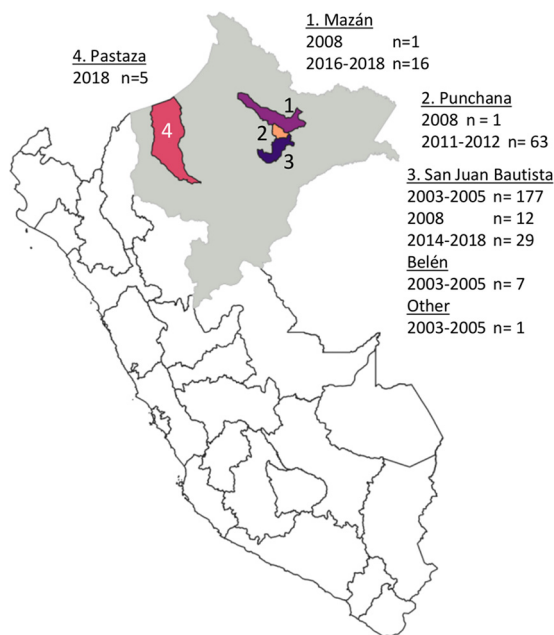 1. Mazán
2008 n=1
2016-2018 n=16
4. Pastaza
2018 n=5
2. Punchana
2008 n = 1
2011-2012 n= 63
3. San Juan Bautista
2003-2005 n= 177
2008 n= 12
2014-2018 n= 29
Belén
2003-2005 n= 7
Other
2003-2005 n= 1
1
2
3
4